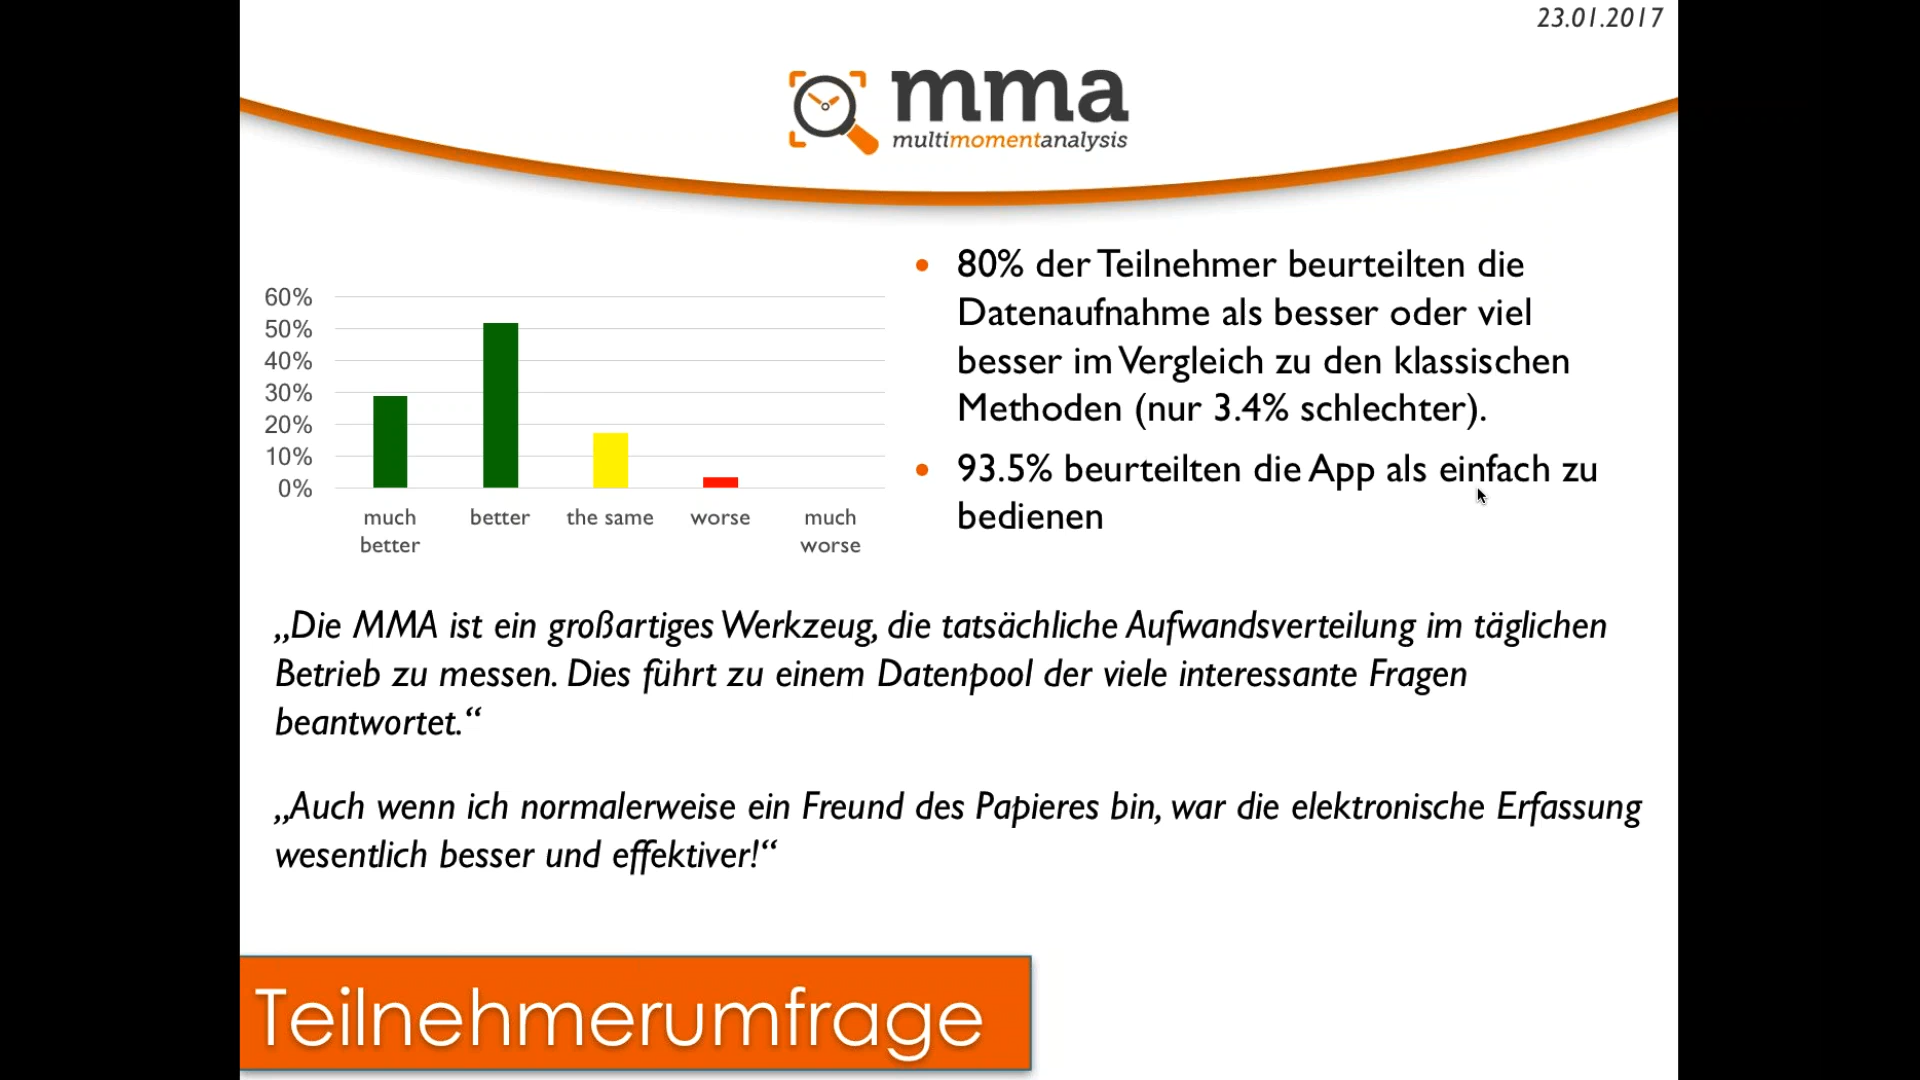 23.01.2017
mma
multimomentanalysis
60%
50%
40%
30%
20%
10%
0%
much better
better
the same
worse
much worse
• 80% der Teilnehmer beurteilten die
Datenaufnahme als besser oder viel
besser im Vergleich zu den klassischen
Methoden (nur 3.4% schlechter).
• 93.5% beurteilten die App als einfach zu
bedienen
„Die MMA ist ein großartiges Werkzeug, die tatsächliche Aufwandsverteilung im täglichen
Betrieb zu messen. Dies führt zu einem Datenpool der viele interessante Fragen
beantwortet.“
„Auch wenn ich normalerweise ein Freund des Papieres bin, war die elektronische Erfassung
wesentlich besser und effektiver!“
Teilnehmerumfrage